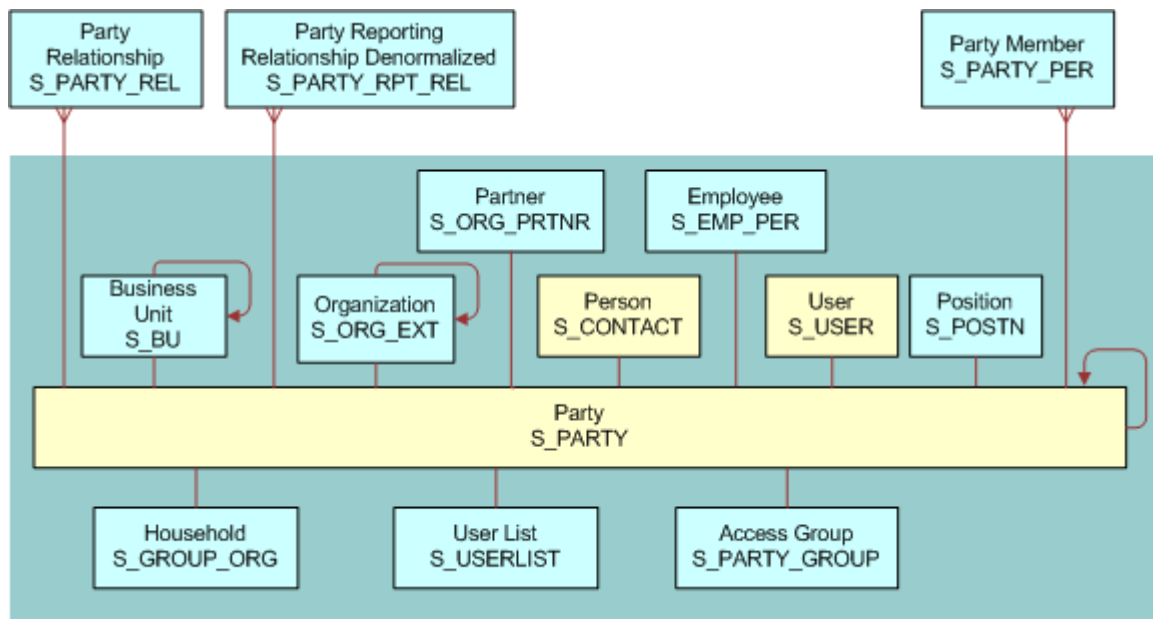 Party
Relationship
S_PARTY_REL
Party Reporting
Relationship Denormalized
S_PARTY_RPT_REL
Party Member
S_PARTY_PER
Partner
S_ORG_PRTNR
Employee
S_EMP_PER
Business
Unit
S_BU
Organization
S_ORG_EXT
Person
S_CONTACT
User
S_USER
Position
S_POSTN
Party
S_PARTY
Household
S_GROUP_ORG
User List
S_USERLIST
Access Group
S_PARTY_GROUP